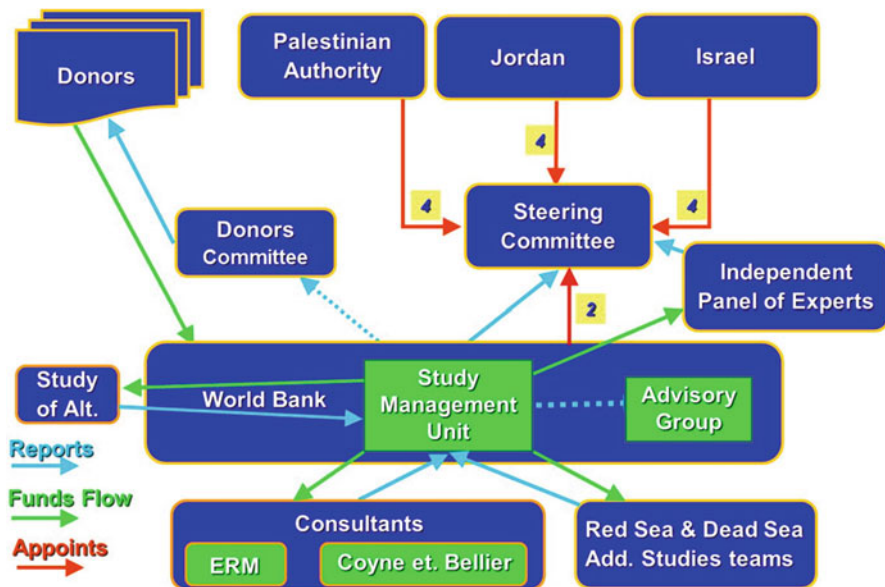 Donors
Palestinian
Authority
Jordan
Israel
4
4
4
Donors
Committee
Steering
Committee
Independent
Panel of Experts
2
Study
of Alt.
World Bank
Study
Management
Unit
Advisory
Group
Reports
Funds Flow
Appoints
Consultants
ERM
Coyne et. Bellier
Red Sea & Dead Sea
Add. Studies teams